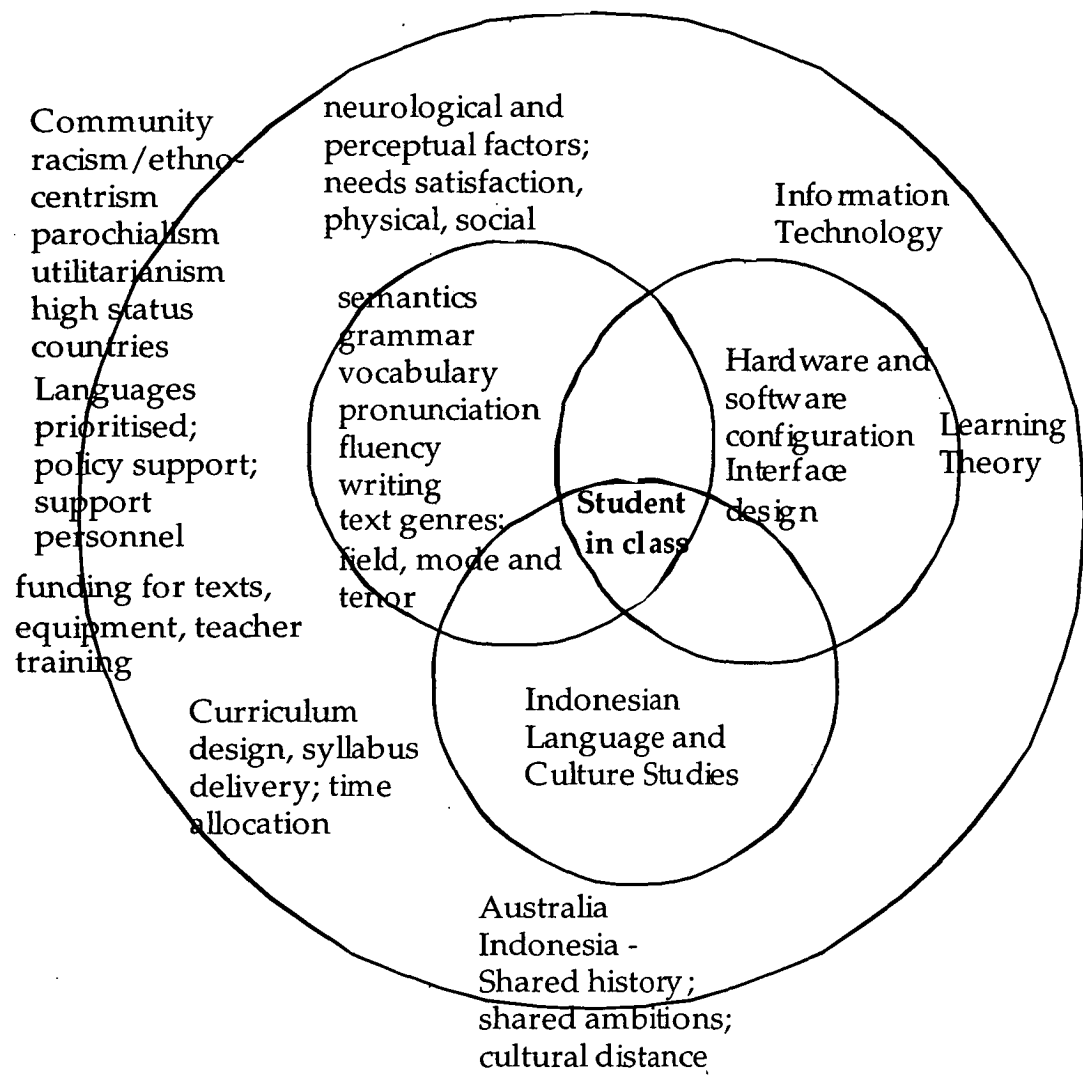 Community
racism/ethno-
centrism
parochialism
utilitarianism
high status
countries
Languages
prioritised;
policy support;
support
personnel
funding for texts,
equipment, teacher
training
neurological and
perceptual factors;
needs satisfaction,
physical, social
Information
Technology
semantics
grammar
vocabulary
pronunciation
fluency
writing
text genres:
field, mode and
tenor
Hardware and
software
configuration
Interface
design
Learning
Theory
Student
in class
Curriculum
design, syllabus
delivery; time
allocation
Indonesian
Language and
Culture Studies
Australia
Indonesia -
Shared history;
shared ambitions;
cultural distance